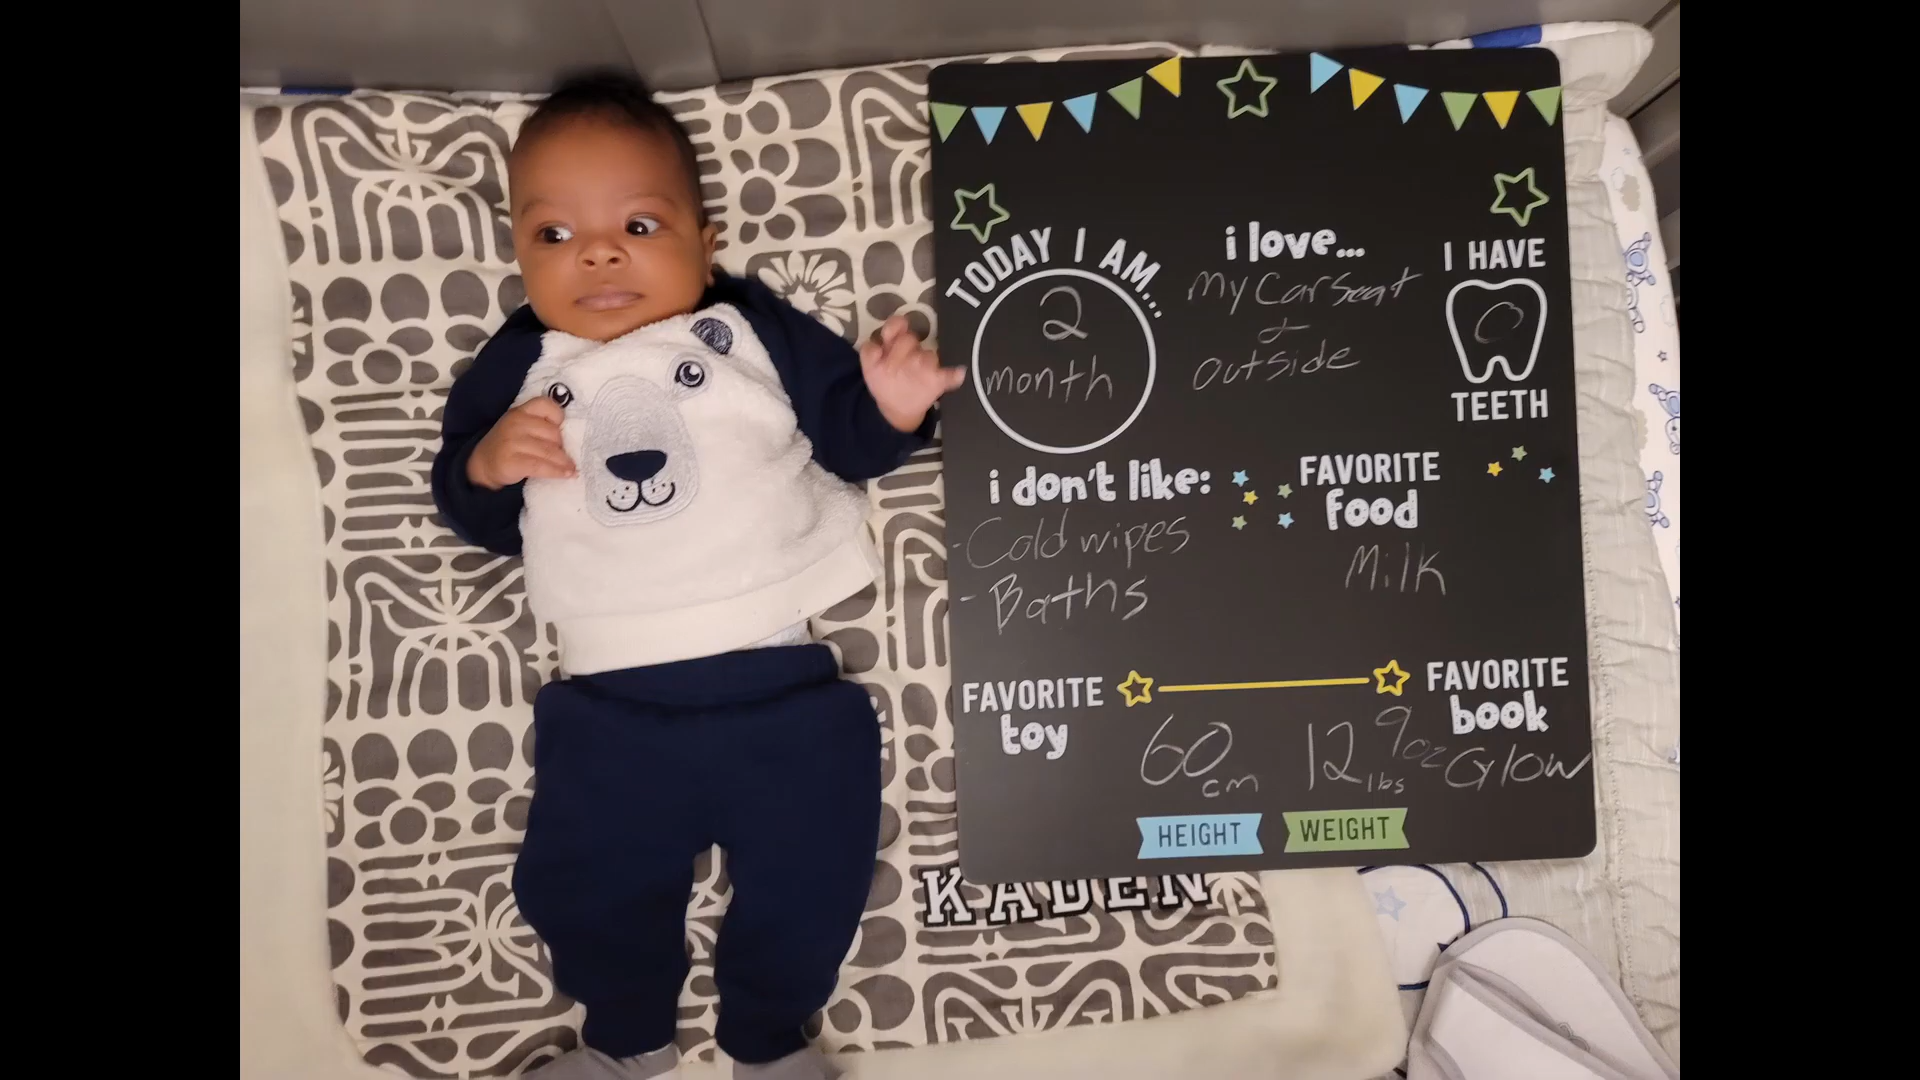 TODAY I AM...
2
month
i love...
My Car Seat
+
outside
I HAVE
0
TEETH
i don't like:
- Cold wipes
- Baths
FAVORITE
food
Milk
FAVORITE
toy
60 cm
HEIGHT
12 lbs 9 oz
WEIGHT
FAVORITE
book
Glow
KADEN